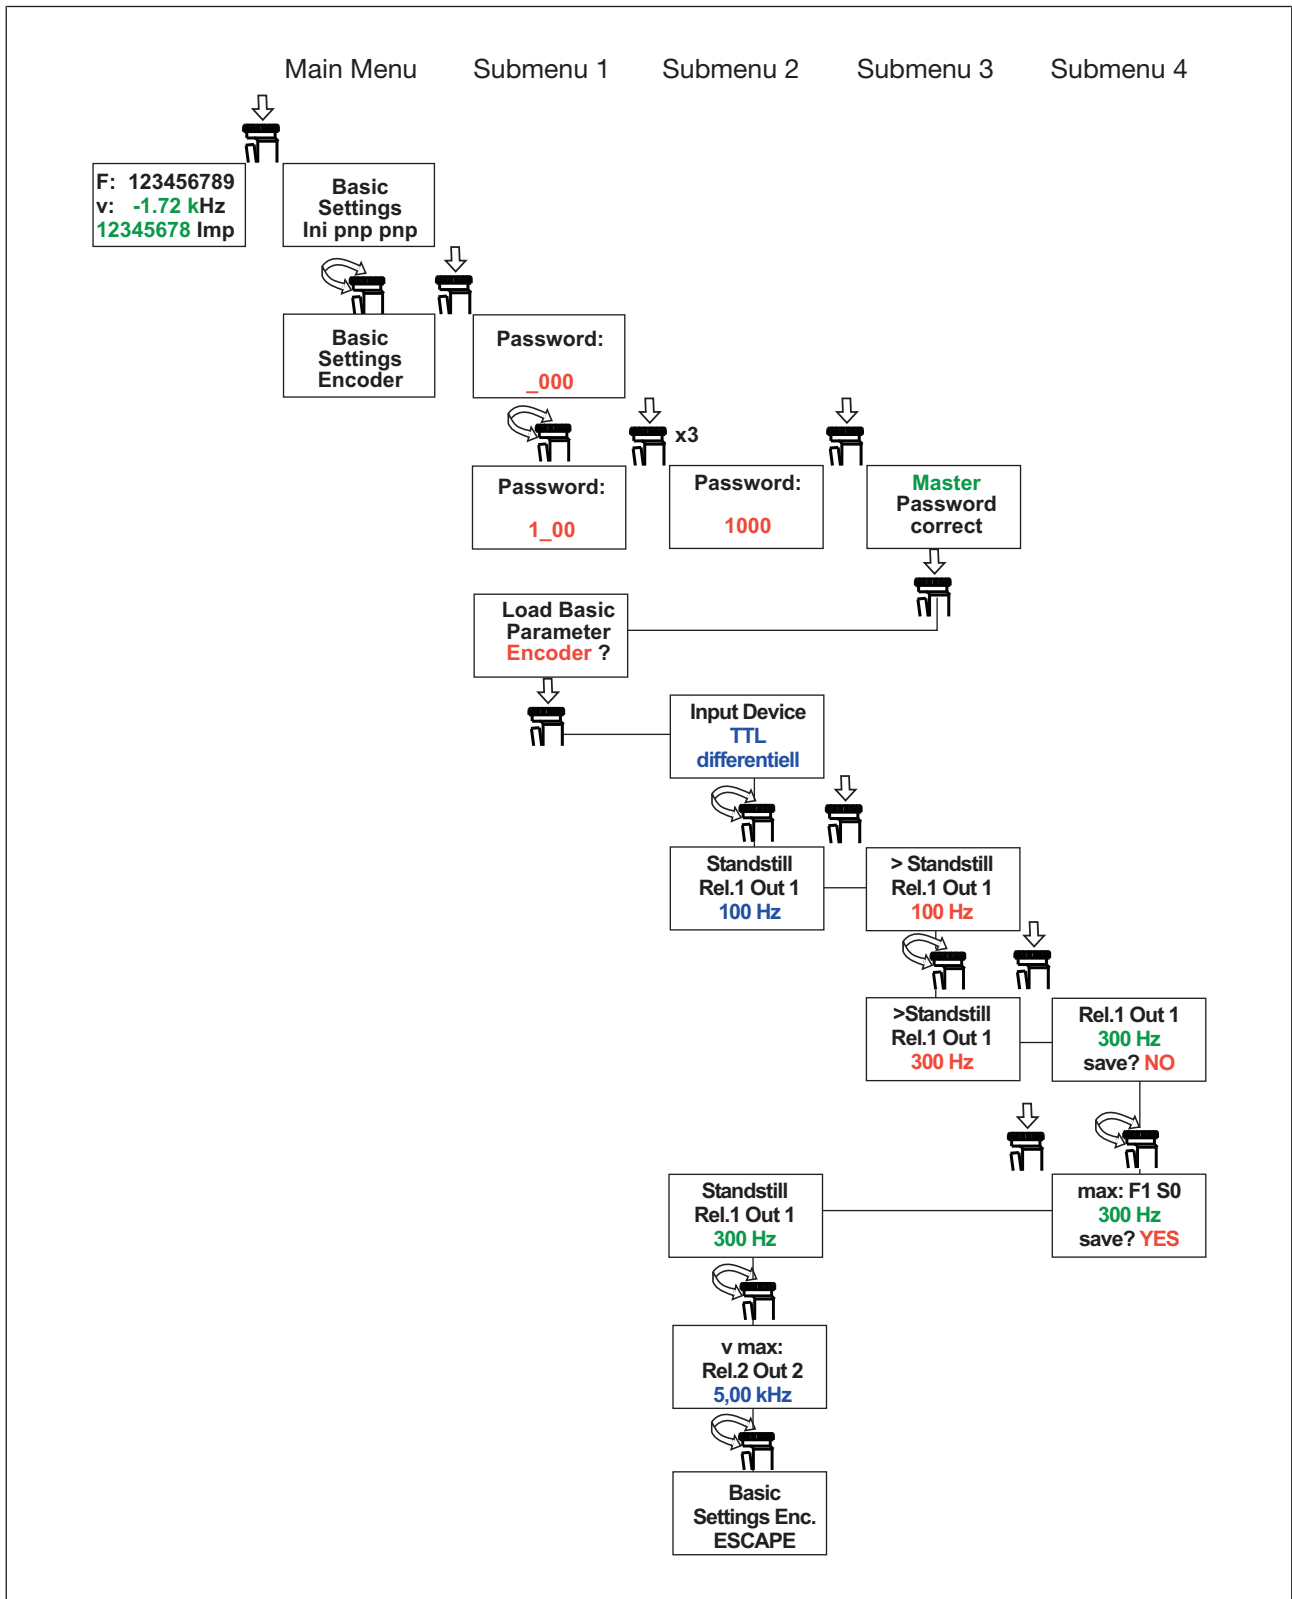 Main Menu Submenu 1 Submenu 2 Submenu 3 Submenu 4
F: 123456789
v: -1.72 kHz
12345678 Imp
Basic
Settings
Ini pnp pnp
Basic
Settings
Encoder
Password:
_000
x3
Password:
1_00
Password:
1000
Master
Password
correct
Load Basic
Parameter
Encoder ?
Input Device
TTL
differentiell
Standstill
Rel.1 Out 1
100 Hz
> Standstill
Rel.1 Out 1
100 Hz
>Standstill
Rel.1 Out 1
300 Hz
Rel.1 Out 1
300 Hz
save? NO
max: F1 S0
300 Hz
save? YES
Standstill
Rel.1 Out 1
300 Hz
v max:
Rel.2 Out 2
5,00 kHz
Basic
Settings Enc.
ESCAPE